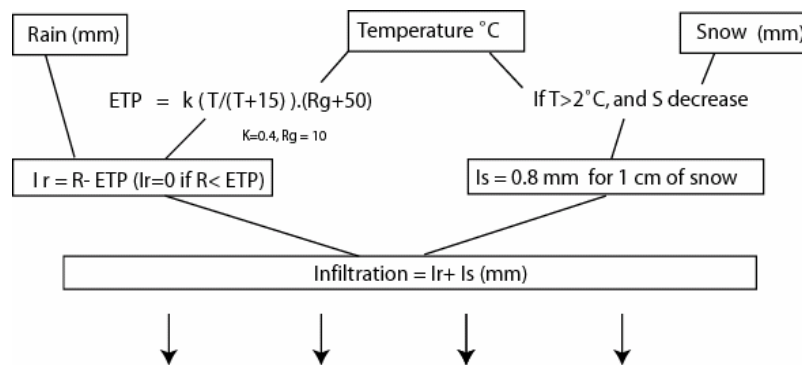 Rain (mm)
Temperature °C
Snow (mm)
ETP = k ( T/(T+15) ).(Rg+50)
K=0.4, Rg = 10
If T>2°C, and S decrease
I r = R- ETP (Ir=0 if R< ETP)
Is = 0.8 mm for 1 cm of snow
Infiltration = Ir+ Is (mm)